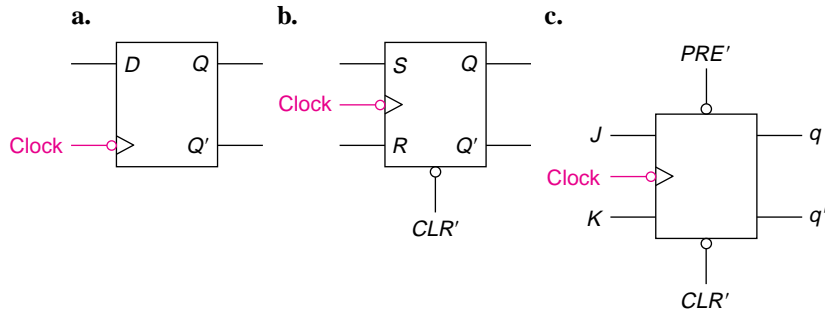 a.
D Q
Clock
Q'
b.
S Q
Clock
R Q'
CLR'
c.
PRE'
J q
Clock
K q'
CLR'